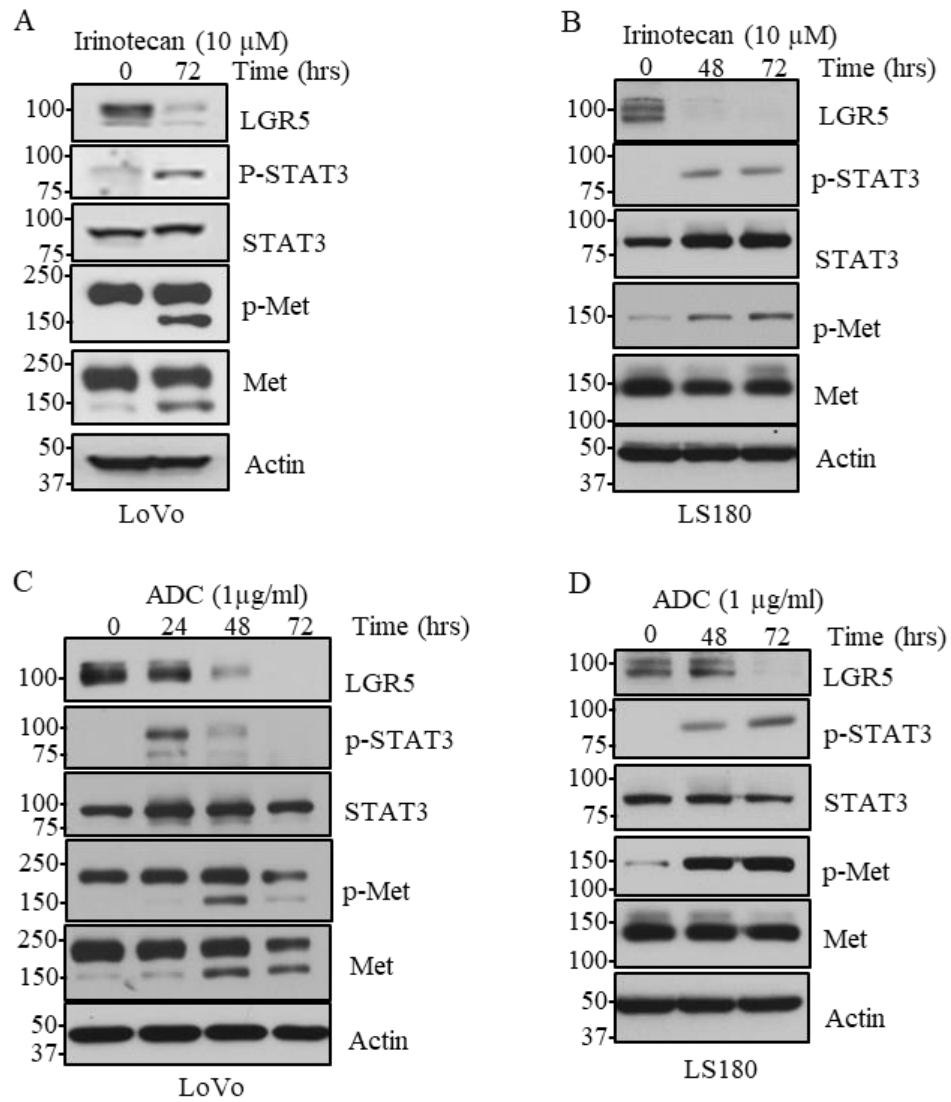 A
Irinotecan (10 µM)
0 72 Time (hrs)
100 LGR5
100
75 P-STAT3
100
75 STAT3
250
150 p-Met
250
150 Met
50
37 Actin
LoVo
B
Irinotecan (10 µM)
0 48 72 Time (hrs)
100 LGR5
100
75 p-STAT3
100
75 STAT3
150 p-Met
150
100 Met
50
37 Actin
LS180
C
ADC (1µg/ml)
0 24 48 72 Time (hrs)
100 LGR5
100
75 p-STAT3
100
75 STAT3
250
150 p-Met
250
150 Met
50
37 Actin
LoVo
D
ADC (1 µg/ml)
0 48 72 Time (hrs)
100 LGR5
100
75 p-STAT3
100
75 STAT3
150
100 p-Met
150
100 Met
50
37 Actin
LS180